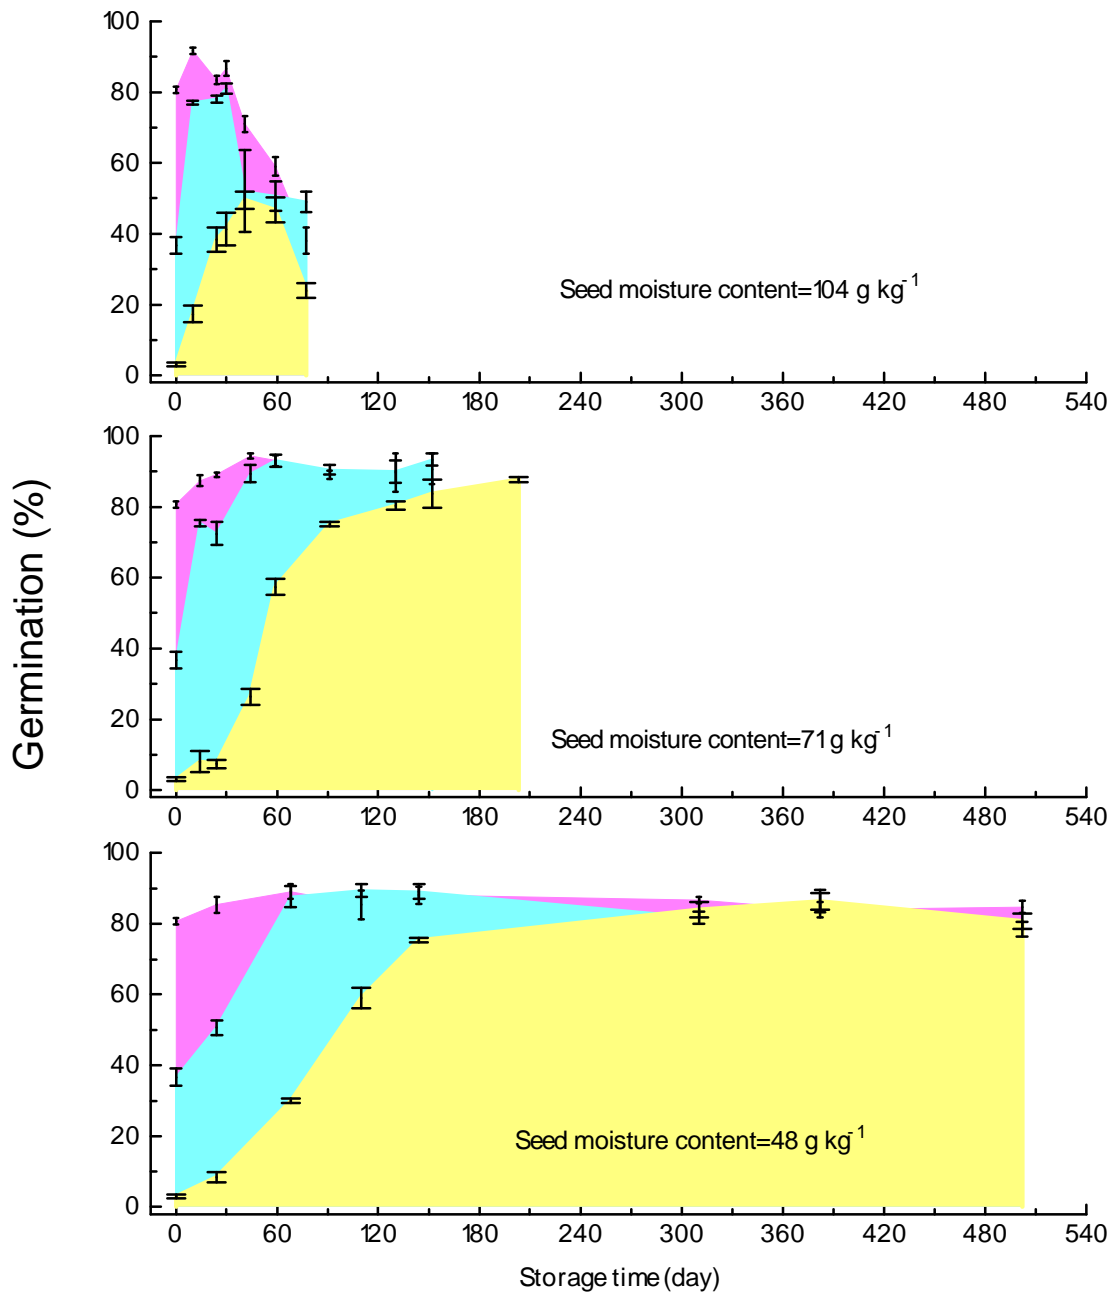 Germination (%)
100
80
60
40
20
0
Seed moisture content=104 g kg⁻¹
0 60 120 180 240 300 360 420 480 540
100
80
60
40
20
0
Seed moisture content=71 g kg⁻¹
0 60 120 180 240 300 360 420 480 540
100
80
60
40
20
0
Seed moisture content=48 g kg⁻¹
0 60 120 180 240 300 360 420 480 540
Storage time (day)